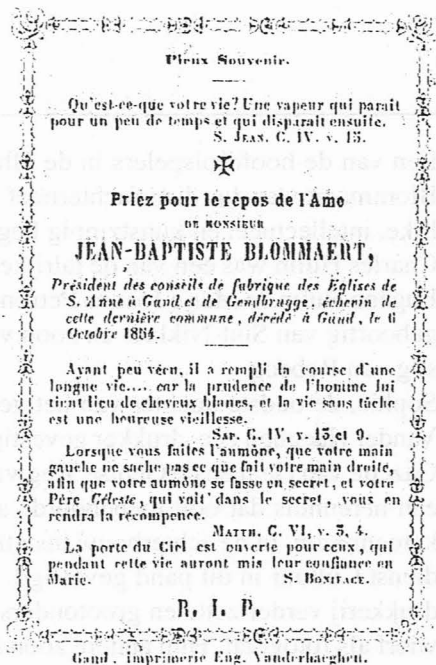 Pieux Souvenir.
Qu'est-ce-que votre vie? Une vapeur qui parait
pour un peu de temps et qui disparait ensuite.
S. JEAN. C. IV. v. 15.
Priez pour le repos de l'Ame
DE MONSIEUR
JEAN-BAPTISTE BLOMMAERT,
Président des conseils de fabrique des Églises de
S. Anne à Gand et de Gendbrugge, échevin de
cette dernière commune, décédé à Gand, le 6
Octobre 1854.
Ayant peu vécu, il a rempli la course d'une
longue vie.... car la prudence de l'homme lui
tient lieu de cheveux blancs, et la vie sans tâche
est une heureuse vieillesse.
SAP. C. IV. v. 13 et 9.
Lorsque vous faites l'aumône, que votre main
gauche ne sache pas ce que fait votre main droite,
afin que votre aumône se fasse en secret, et votre
Père Céleste, qui voit dans le secret, vous en
rendra la récompence.
MATTH. C. VI. v. 3, 4.
La porte du Ciel est ouverte pour ceux, qui
pendant cette vie auront mis leur confiance en
Marie. S. BONIFACE.
R. I. P.
Gand, imprimerie Eug. Vanderhaeghen.